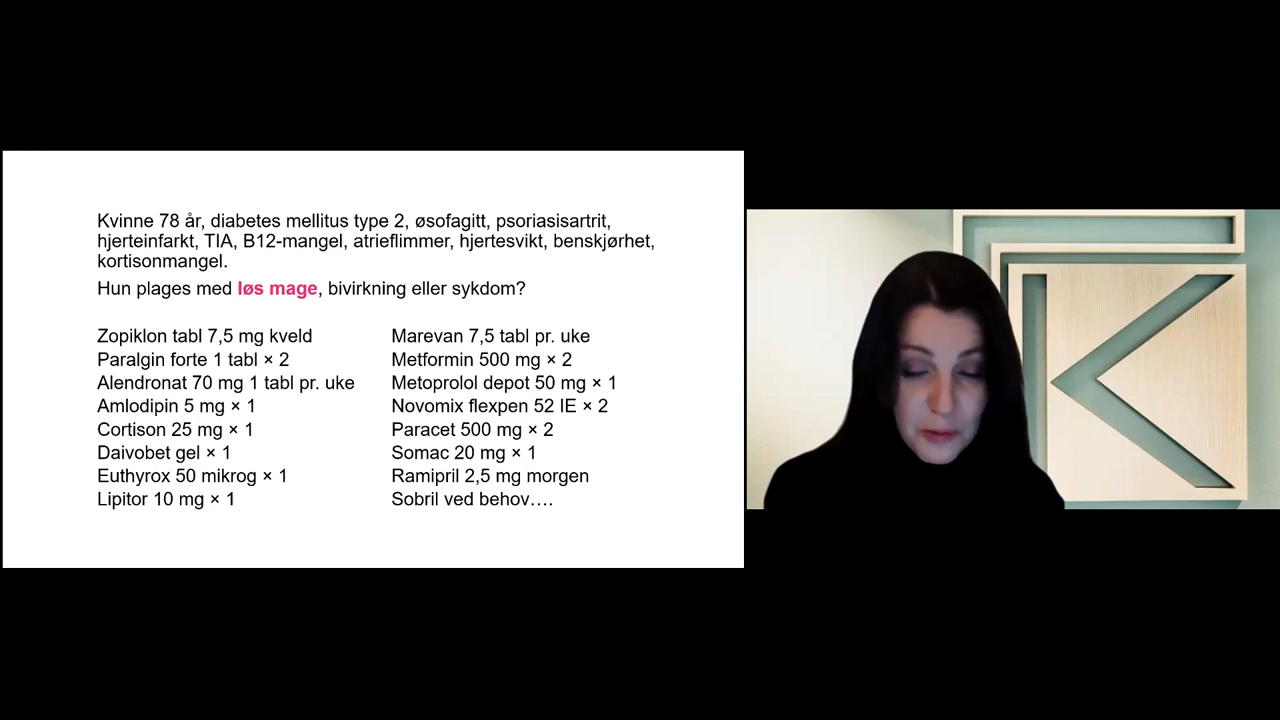 Kvinne 78 år, diabetes mellitus type 2, øsofagitt, psoriasisartrit,
hjerteinfarkt, TIA, B12-mangel, atrieflimmer, hjertesvikt, benskjørhet,
kortisonmangel.
Hun plages med løs mage, bivirkning eller sykdom?
Zopiklon tabl 7,5 mg kveld
Paralgin forte 1 tabl × 2
Alendronat 70 mg 1 tabl pr. uke
Amlodipin 5 mg × 1
Cortison 25 mg × 1
Daivobet gel × 1
Euthyrox 50 mikrog × 1
Lipitor 10 mg × 1
Marevan 7,5 tabl pr. uke
Metformin 500 mg × 2
Metoprolol depot 50 mg × 1
Novomix flexpen 52 IE × 2
Paracet 500 mg × 2
Somac 20 mg × 1
Ramipril 2,5 mg morgen
Sobril ved behov….